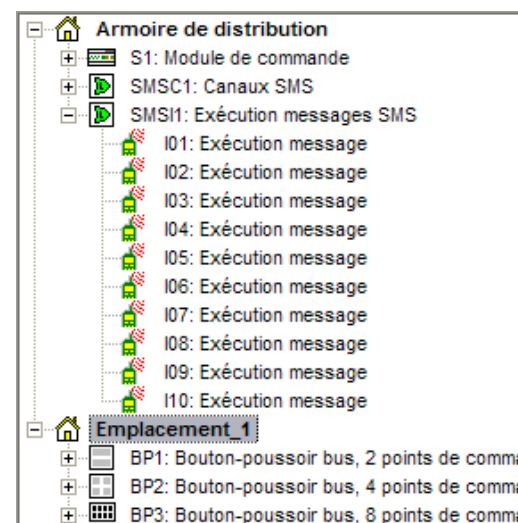 Armoire de distribution
S1: Module de commande
SMSC1: Canaux SMS
SMSI1: Exécution messages SMS
I01: Exécution message
I02: Exécution message
I03: Exécution message
I04: Exécution message
I05: Exécution message
I06: Exécution message
I07: Exécution message
I08: Exécution message
I09: Exécution message
I10: Exécution message
Emplacement_1
BP1: Bouton-poussoir bus, 2 points de comma
BP2: Bouton-poussoir bus, 4 points de comma
BP3: Bouton-poussoir bus, 8 points de comma